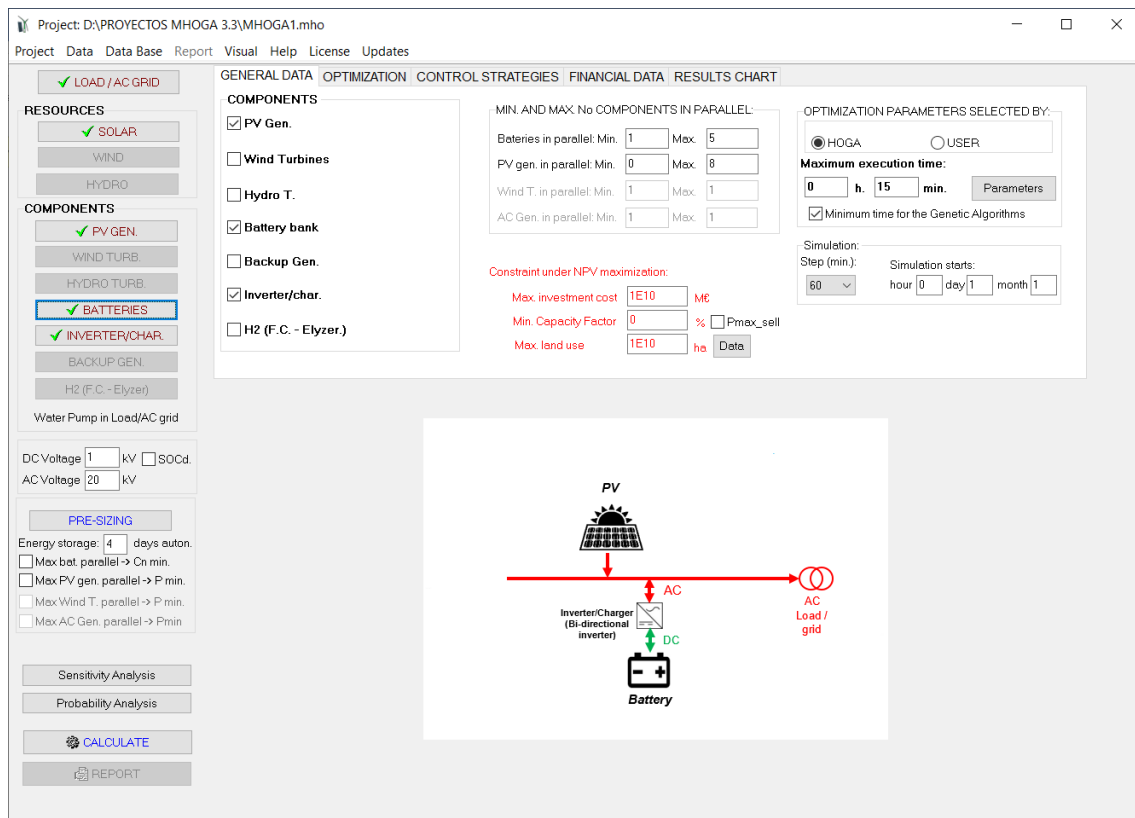 Project: D:\PROYECTOS MHOGA 3.3\MHOGA1.mho
Project Data Data Base Report Visual Help License Updates
LOAD / AC GRID
RESOURCES
SOLAR
WIND
HYDRO
COMPONENTS
PV GEN.
WIND TURB.
HYDRO TURB.
BATTERIES
INVERTER/CHAR.
BACKUP GEN.
H2 (F.C. - Elyzer)
Water Pump in Load/AC grid
DC Voltage 1 kV SOCd.
AC Voltage 20 kV
PRE-SIZING
Energy storage: 4 days auton.
Max bat. parallel -> Cn min.
Max PV gen. parallel -> P min.
Max Wind T. parallel -> P min.
Max AC Gen. parallel -> Pmin
Sensitivity Analysis
Probability Analysis
CALCULATE
REPORT
GENERAL DATA OPTIMIZATION CONTROL STRATEGIES FINANCIAL DATA RESULTS CHART
COMPONENTS
PV Gen.
Wind Turbines
Hydro T.
Battery bank
Backup Gen.
Inverter/char.
H2 (F.C. - Elyzer.)
MIN. AND MAX. No COMPONENTS IN PARALLEL:
Bateries in parallel: Min. 1 Max. 5
PV gen. in parallel: Min. 0 Max. 8
Wind T. in parallel: Min. 1 Max. 1
AC Gen. in parallel: Min. 1 Max. 1
Constraint under NPV maximization:
Max. investment cost 1E10 M€
Min. Capacity Factor 0 % Pmax_sell
Max. land use 1E10 ha Data
OPTIMIZATION PARAMETERS SELECTED BY:
HOGA USER
Maximum execution time:
0 h. 15 min. Parameters
Minimum time for the Genetic Algorithms
Simulation:
Step (min.): Simulation starts:
60 hour 0 day 1 month 1
PV
AC
Inverter/Charger
(Bi-directional
inverter)
DC
Battery
AC
Load /
grid